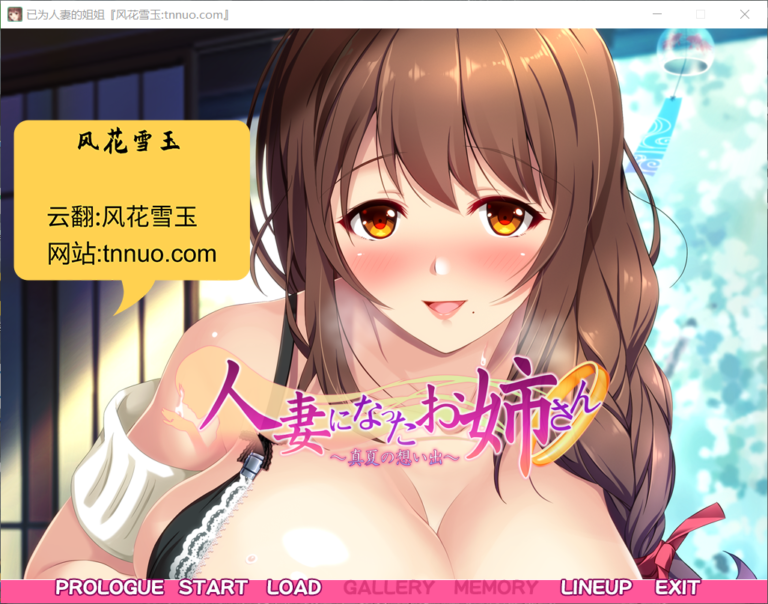 已为人妻的姐姐『风花雪玉:tnnuo.com』
风花雪玉
云翻:风花雪玉
网站:tnnuo.com
人妻になったお姉さん
～真夏の想い出～
PROLOGUE START LOAD GALLERY MEMORY LINEUP EXIT